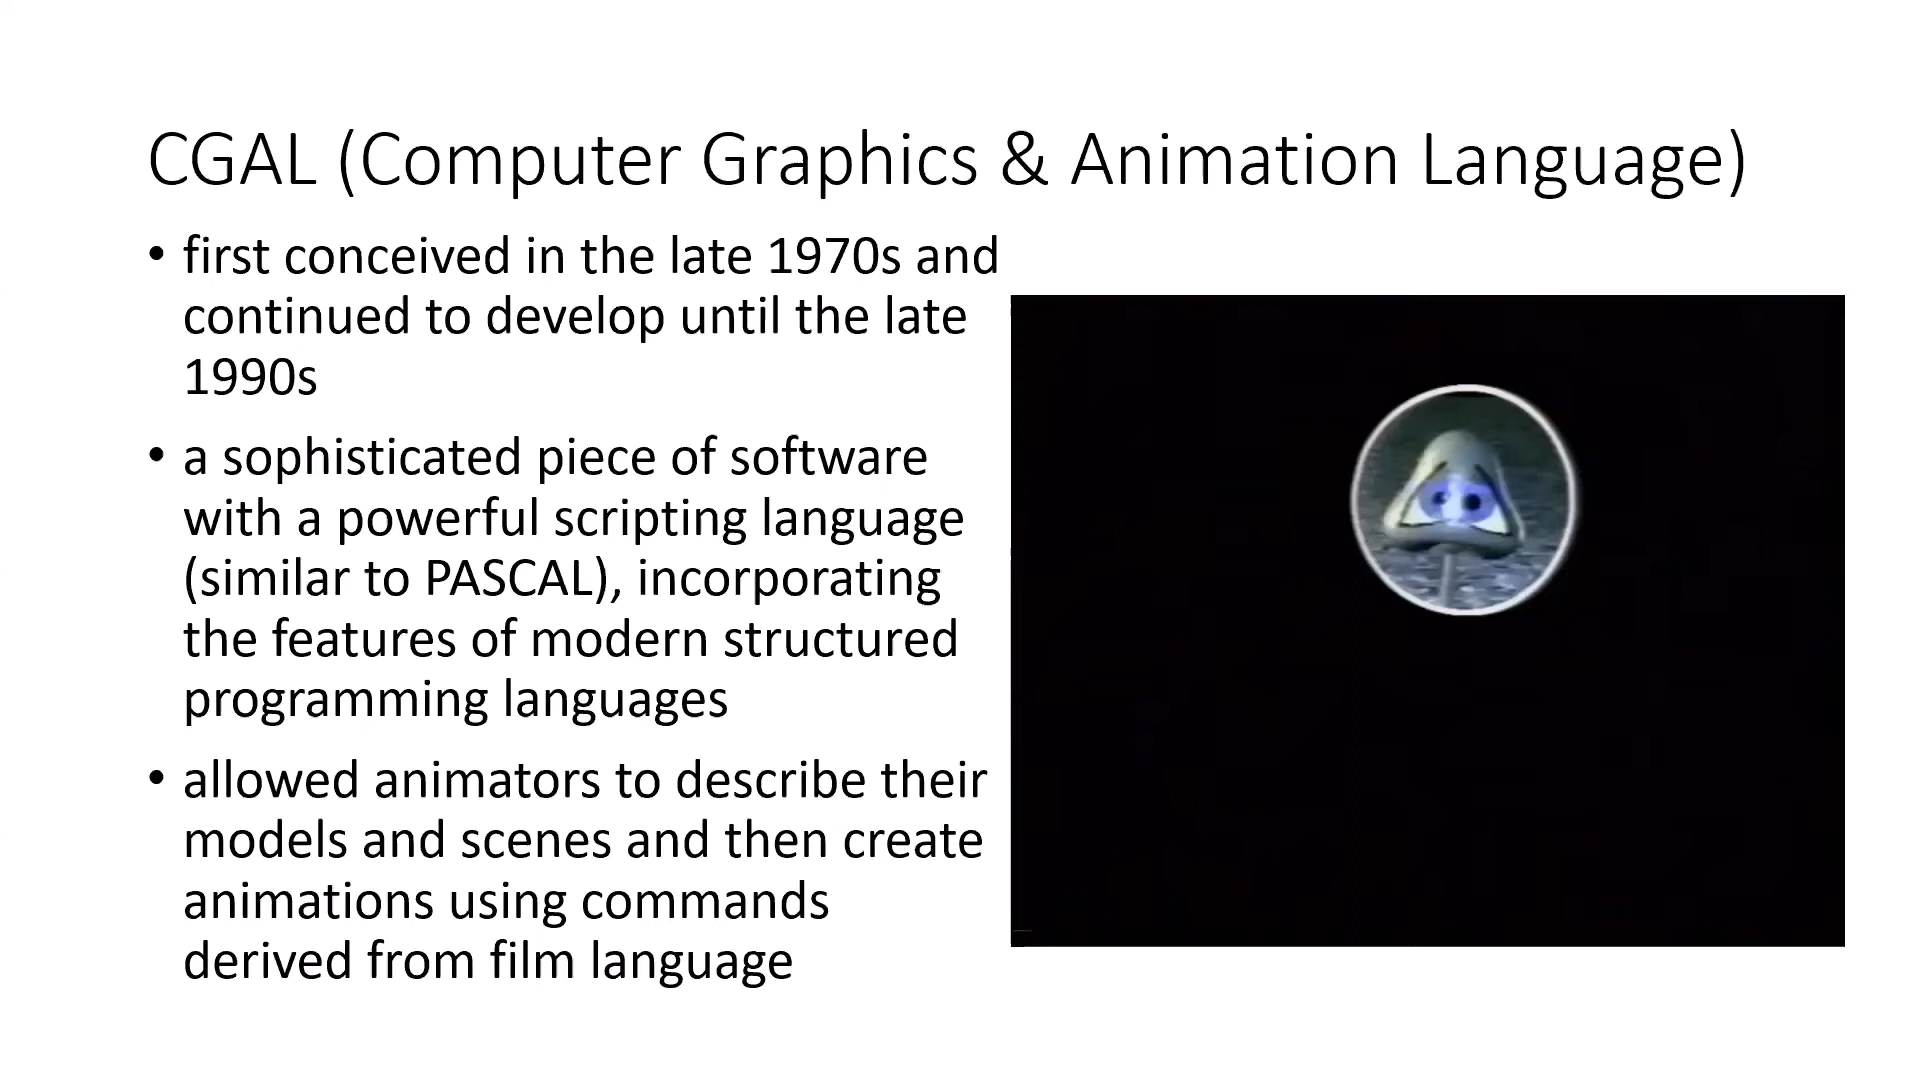 CGAL (Computer Graphics & Animation Language)
• first conceived in the late 1970s and
continued to develop until the late
1990s
• a sophisticated piece of software
with a powerful scripting language
(similar to PASCAL), incorporating
the features of modern structured
programming languages
• allowed animators to describe their
models and scenes and then create
animations using commands
derived from film language